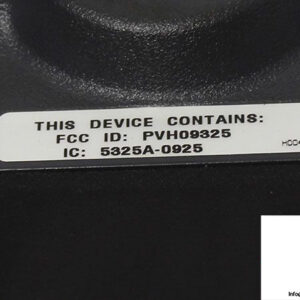 THIS DEVICE CONTAINS:
FCC ID: PVH09325
IC: 5325A-0925